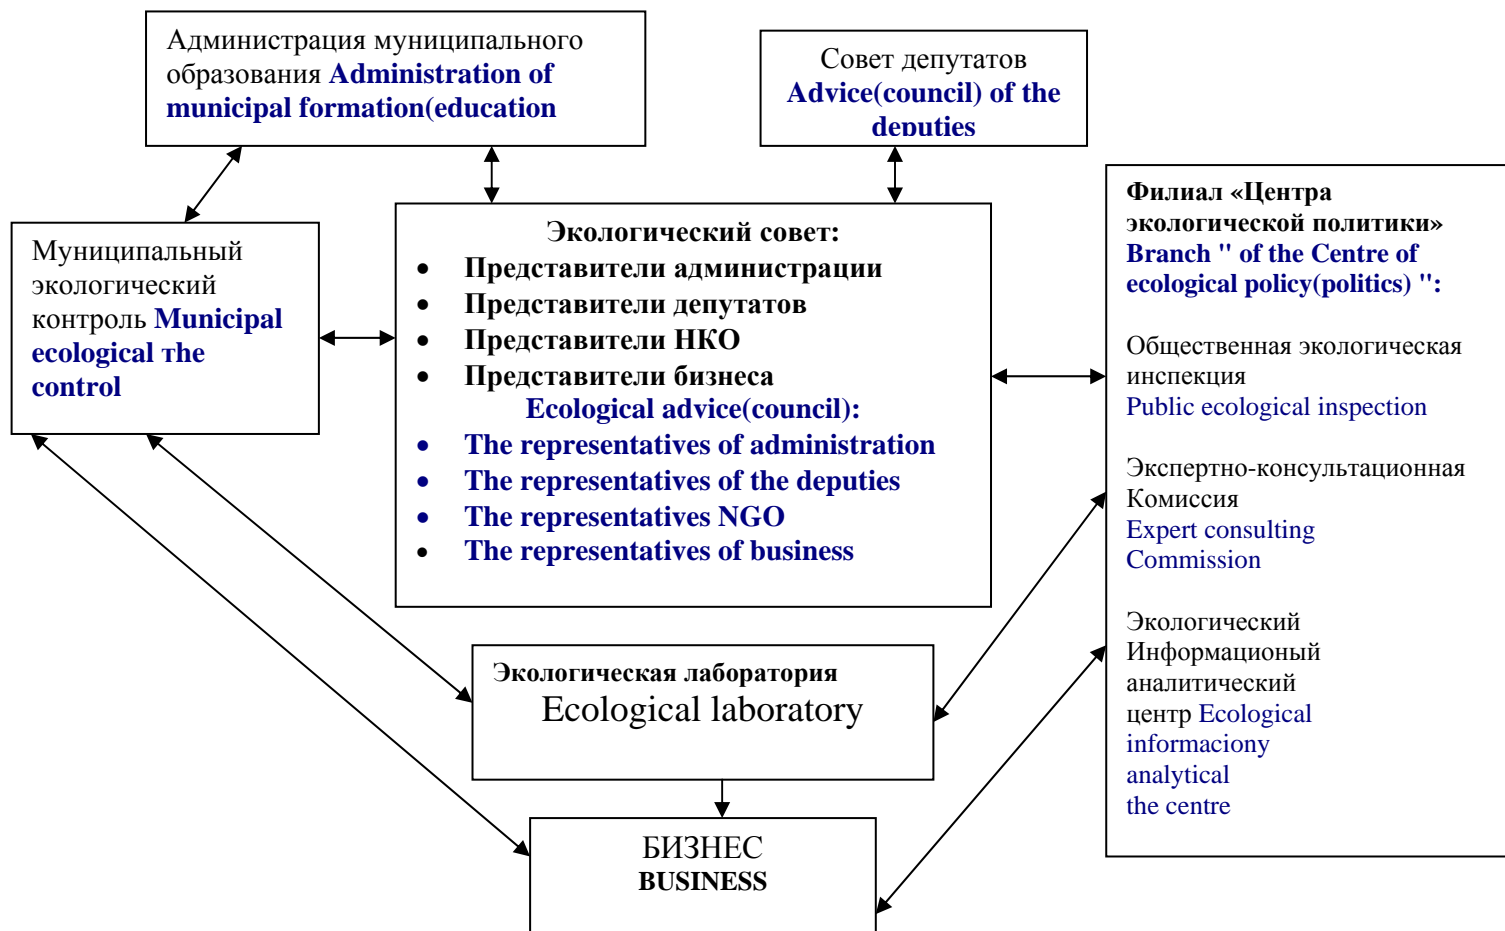 Администрация муниципального
образования Administration of
municipal formation(education
Совет депутатов
Advice(council) of the
deputies
Муниципальный
экологический
контроль Municipal
ecological the
control
Экологический совет:
• Представители администрации
• Представители депутатов
• Представители НКО
• Представители бизнеса
Ecological advice(council):
• The representatives of administration
• The representatives of the deputies
• The representatives NGO
• The representatives of business
Филиал «Центра
экологической политики»
Branch " of the Centre of
ecological policy(politics) ":
Общественная экологическая
инспекция
Public ecological inspection
Экспертно-консультационная
Комиссия
Expert consulting
Commission
Экологический
Информационый
аналитический
центр Ecological
informaciony
analytical
the centre
Экологическая лаборатория
Ecological laboratory
БИЗНЕС
BUSINESS